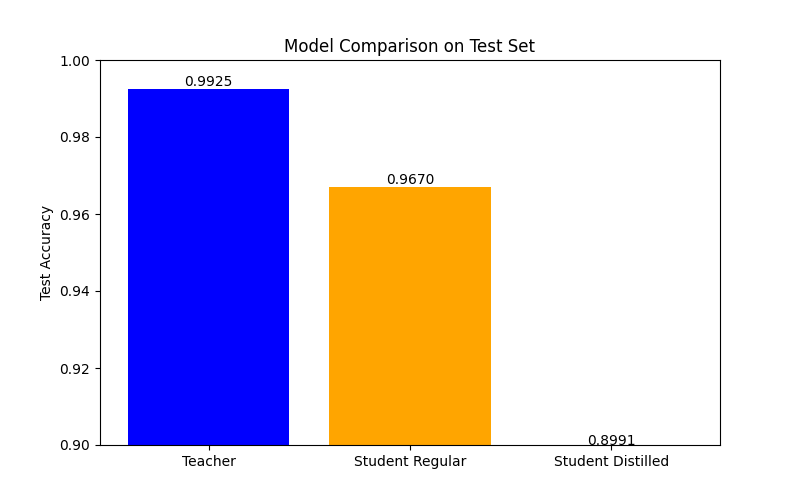 Model Comparison on Test Set
1.00
0.98
0.96
0.94
0.92
0.90
Test Accuracy
0.9925
0.9670
0.8991
Teacher
Student Regular
Student Distilled